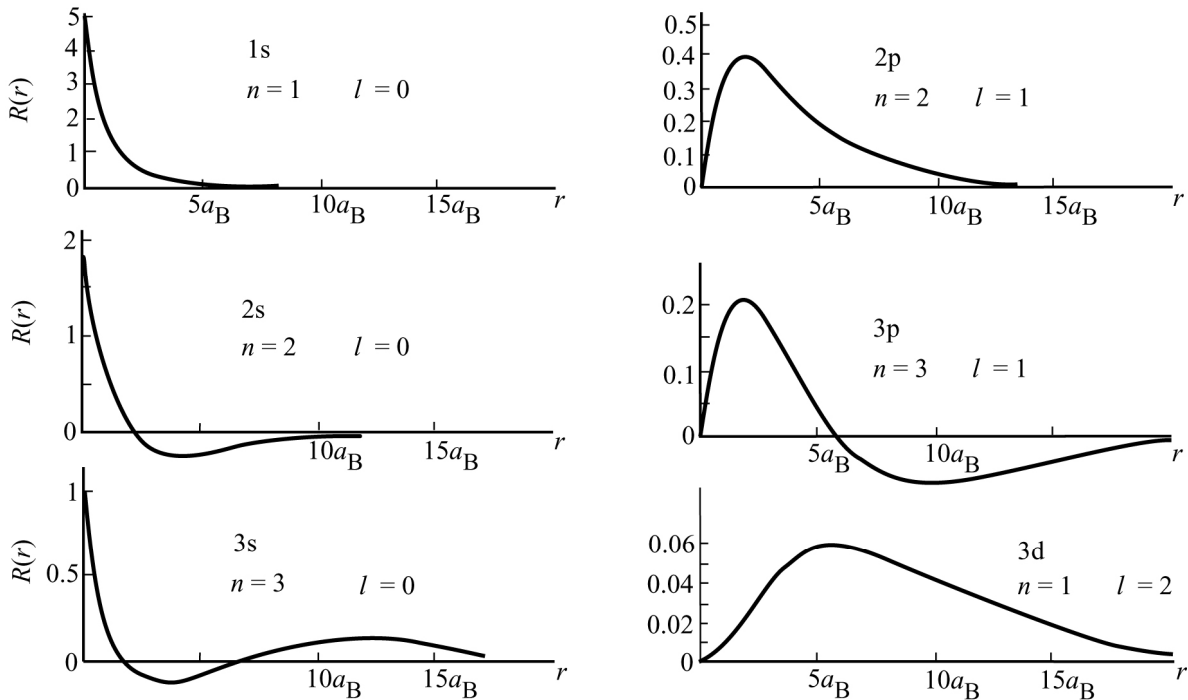 5
4
3
2
1
0
R(r)
1s
n = 1 l = 0
5aB 10aB 15aB r
0.5
0.4
0.3
0.2
0.1
0
2p
n = 2 l = 1
5aB 10aB 15aB r
2
1
0
R(r)
2s
n = 2 l = 0
10aB 15aB r
0.2
0.1
0
3p
n = 3 l = 1
5aB 10aB r
1
0.5
0
R(r)
3s
n = 3 l = 0
5aB 10aB 15aB r
0.06
0.04
0.02
0
3d
n = 1 l = 2
5aB 10aB 15aB r